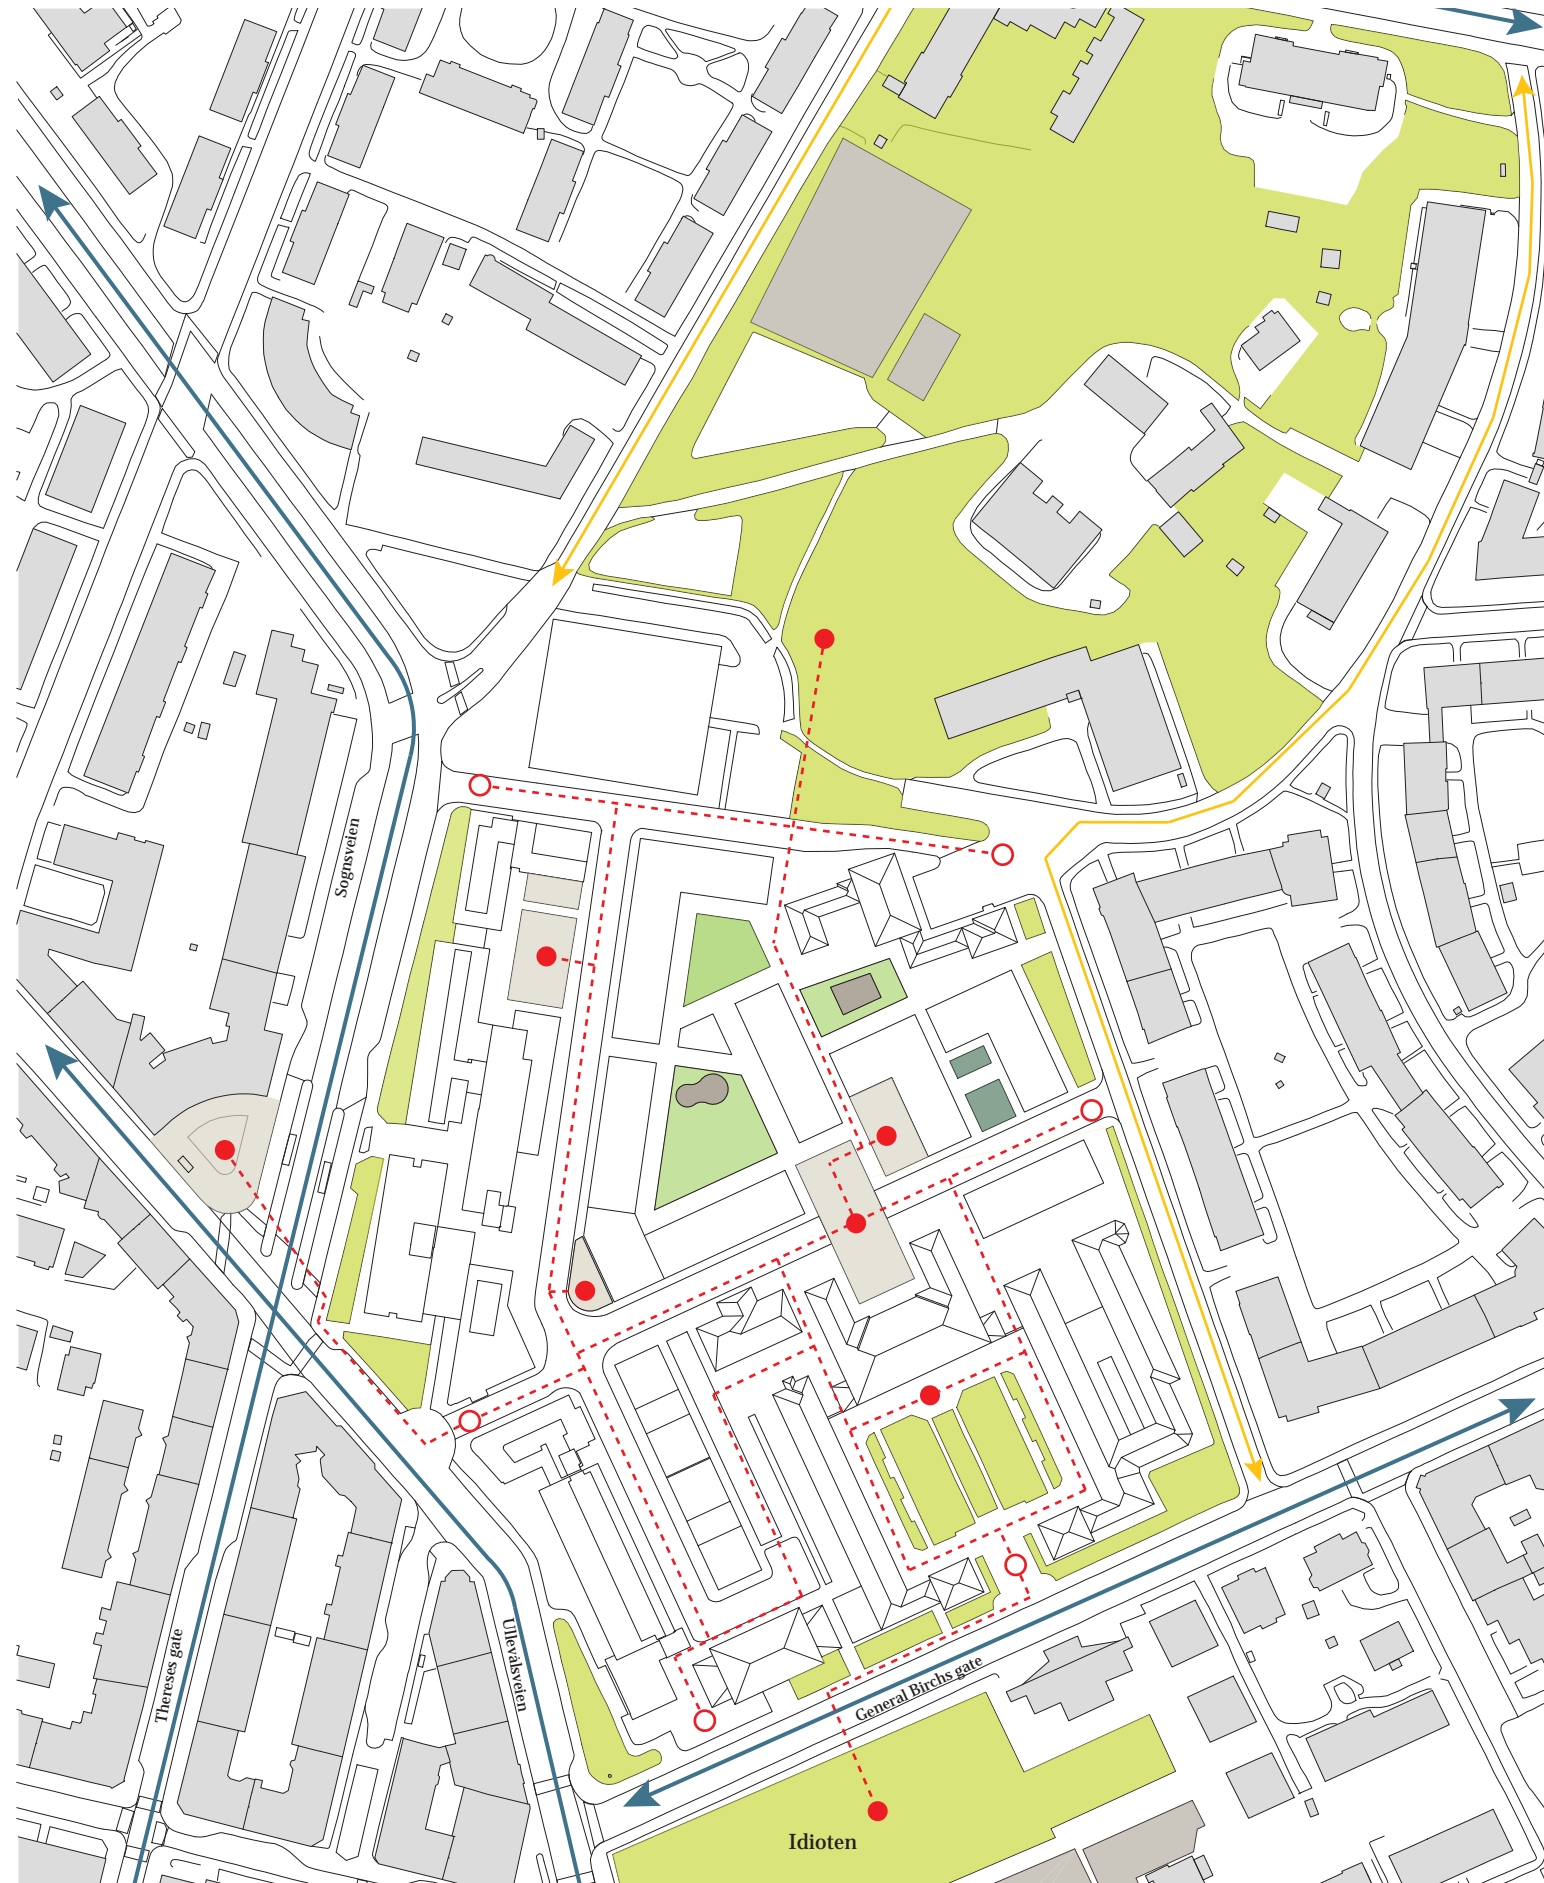 Sognsveien
Thereses gate
Ullevålsveien
General Birchs gate
Idioten